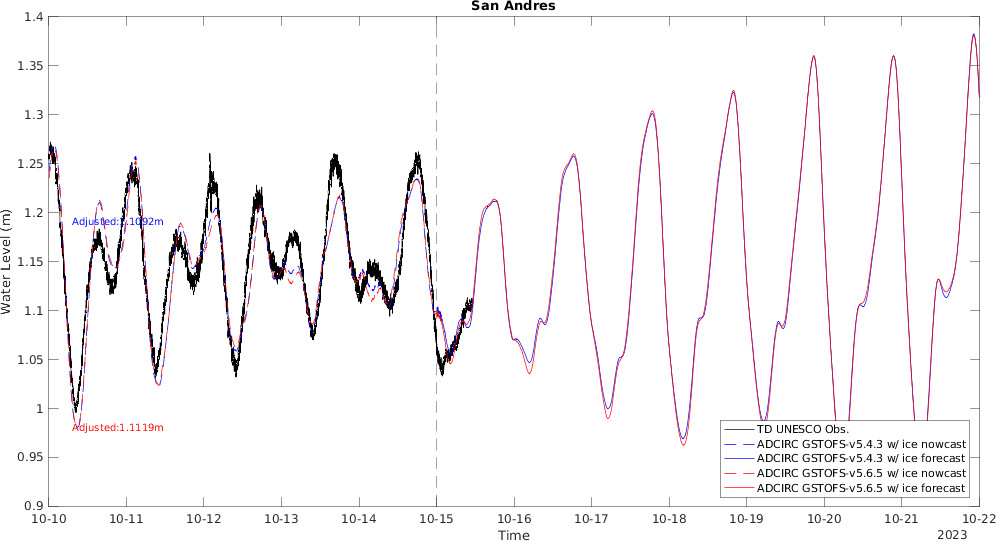 San Andres
1.4
1.35
1.3
1.25
1.2
1.15
1.1
1.05
1
0.95
0.9
Water Level (m)
Adjusted:1.1092m
Adjusted:1.1119m
TD UNESCO Obs.
ADCIRC GSTOFS-v5.4.3 w/ ice nowcast
ADCIRC GSTOFS-v5.4.3 w/ ice forecast
ADCIRC GSTOFS-v5.6.5 w/ ice nowcast
ADCIRC GSTOFS-v5.6.5 w/ ice forecast
10-10 10-11 10-12 10-13 10-14 10-15 10-16 10-17 10-18 10-19 10-20 10-21 10-22
Time
2023